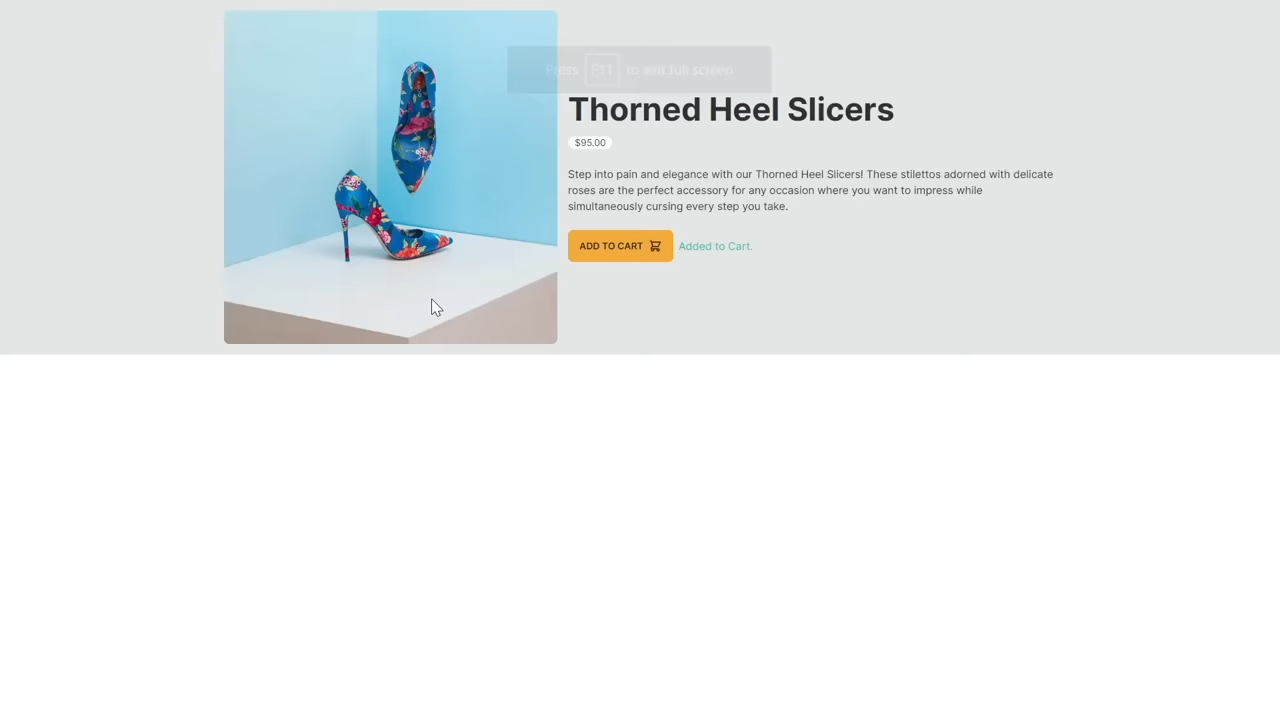 Press F11 to exit full screen
Thorned Heel Slicers
$95.00
Step into pain and elegance with our Thorned Heel Slicers! These stilettos adorned with delicate
roses are the perfect accessory for any occasion where you want to impress while
simultaneously cursing every step you take.
ADD TO CART Added to Cart.